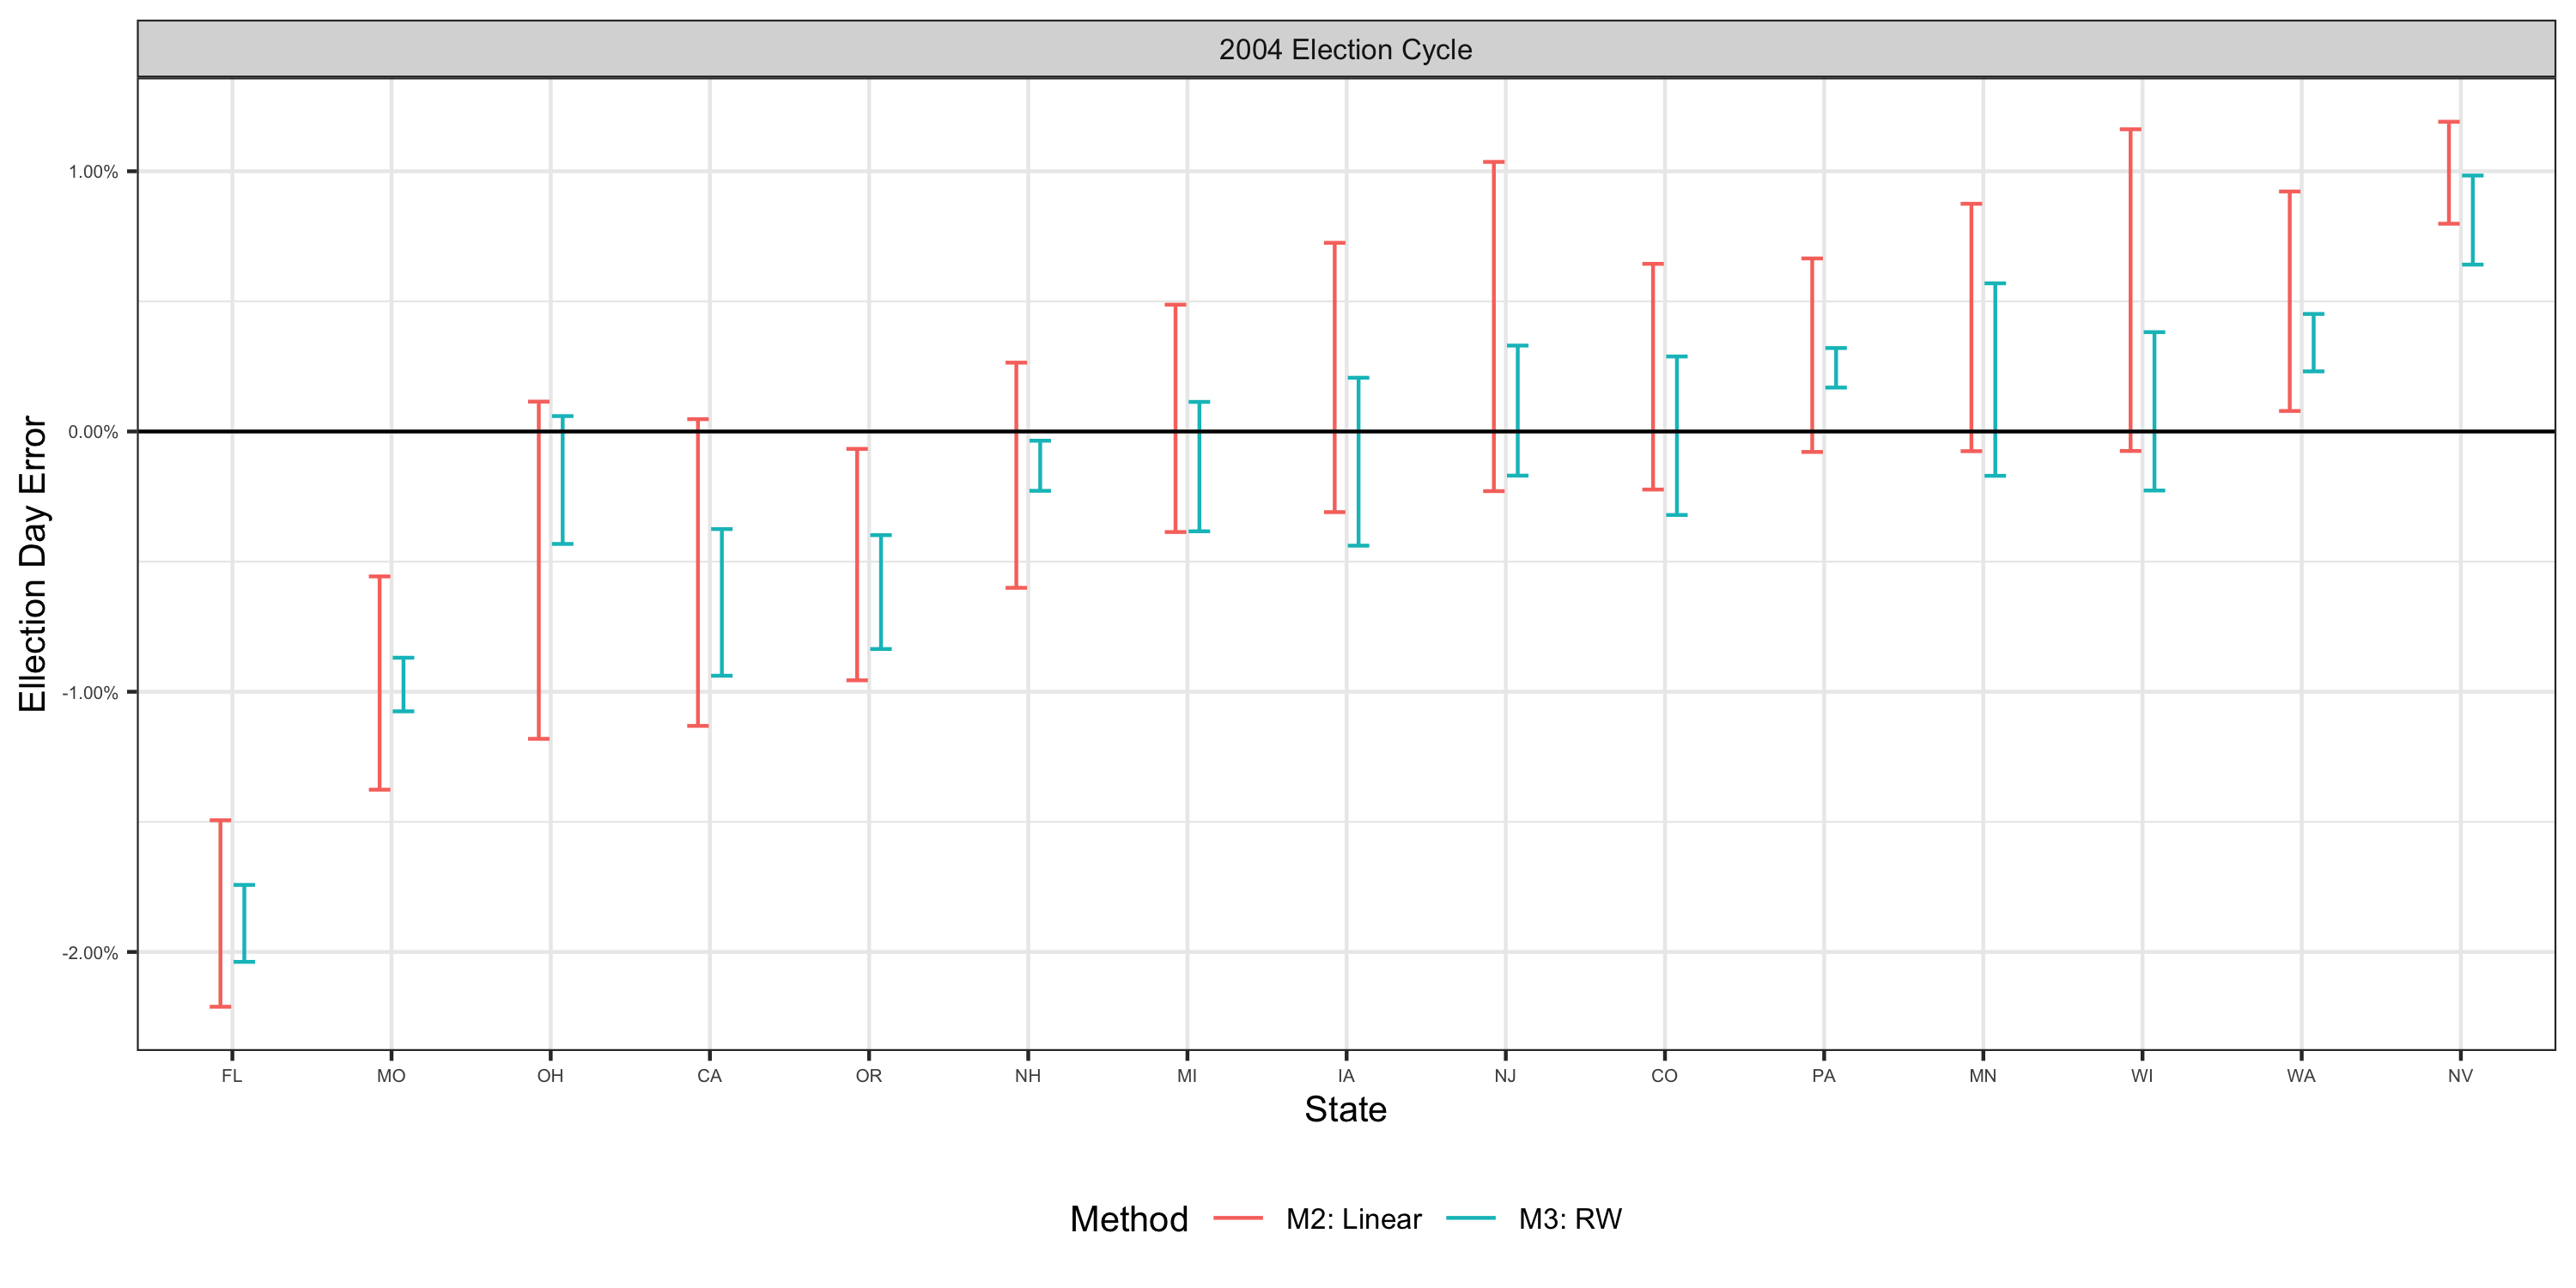 2004 Election Cycle
Ellection Day Error
1.00%
0.00%
-1.00%
-2.00%
FL MO OH CA OR NH MI IA NJ CO PA MN WI WA NV
State
Method M2: Linear M3: RW